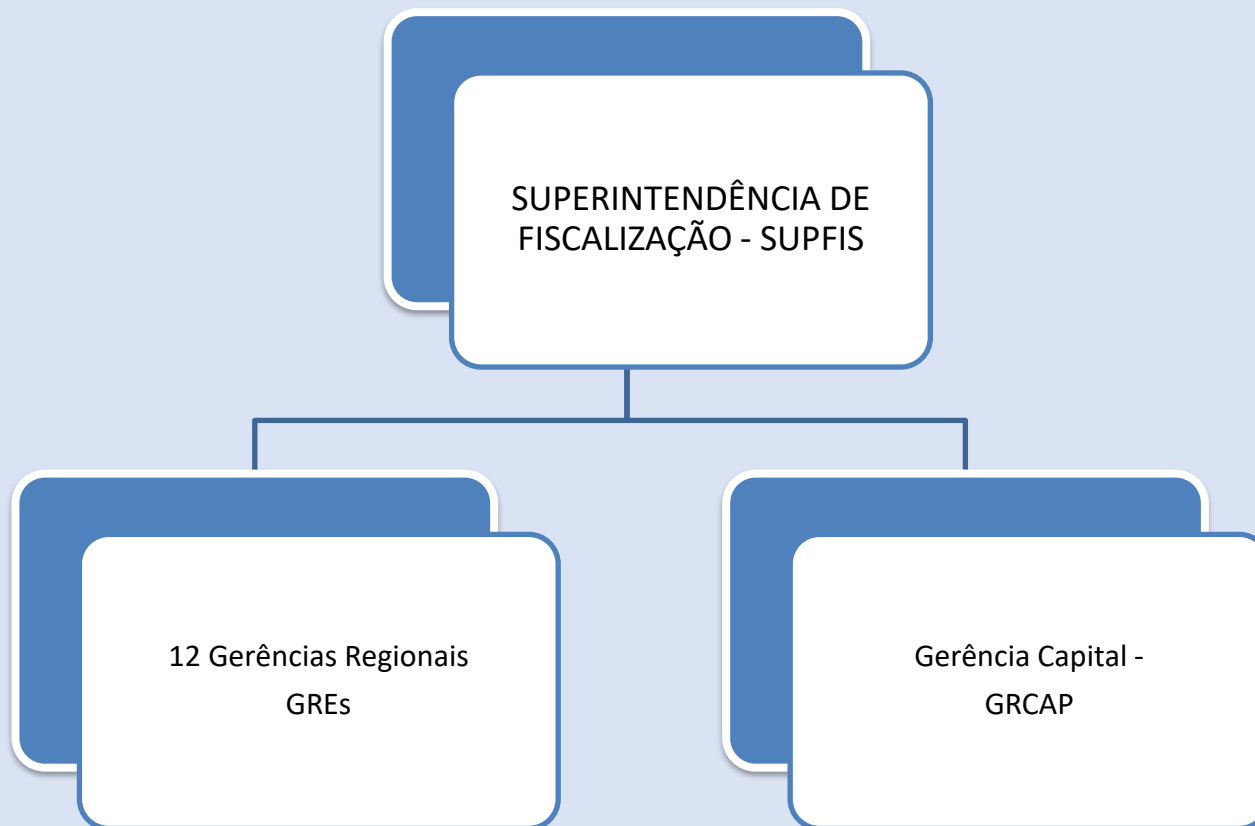 SUPERINTENDÊNCIA DE
FISCALIZAÇÃO - SUPFIS
12 Gerências Regionais
GREs
Gerência Capital -
GRCAP